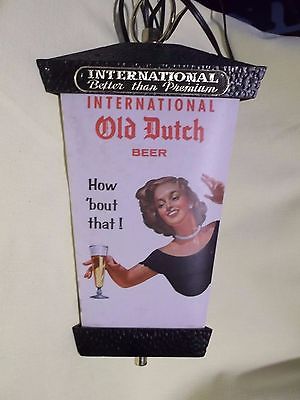 INTERNATIONAL
Better than Premium
INTERNATIONAL
Old Dutch
BEER
How
'bout
that!